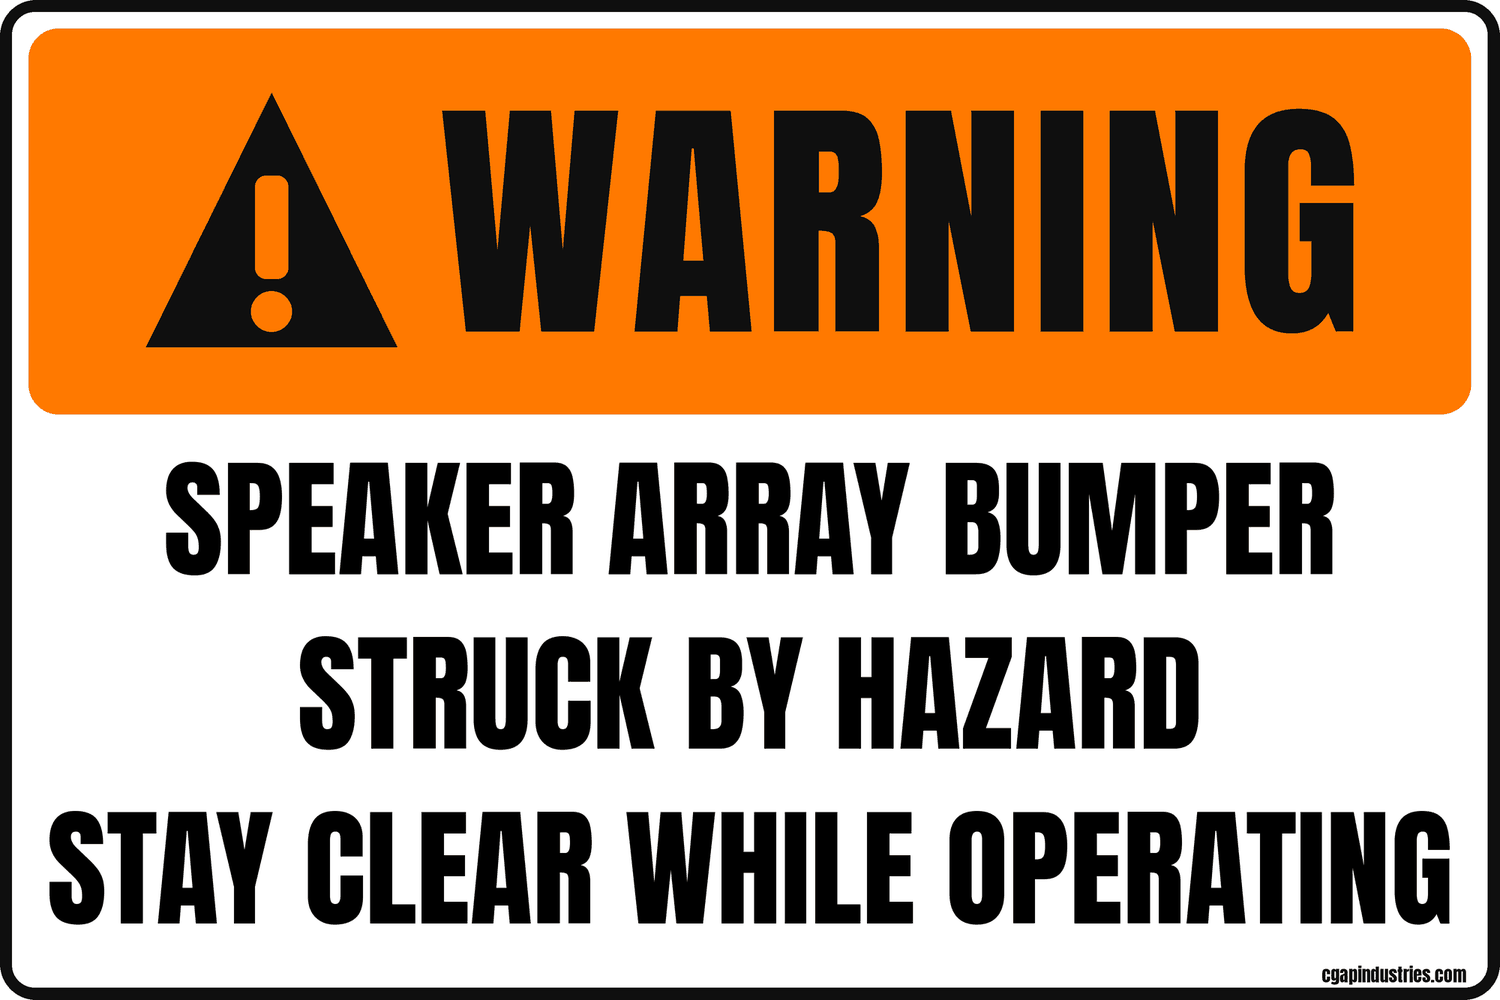 WARNING
SPEAKER ARRAY BUMPER
STRUCK BY HAZARD
STAY CLEAR WHILE OPERATING
cgapindustries.com